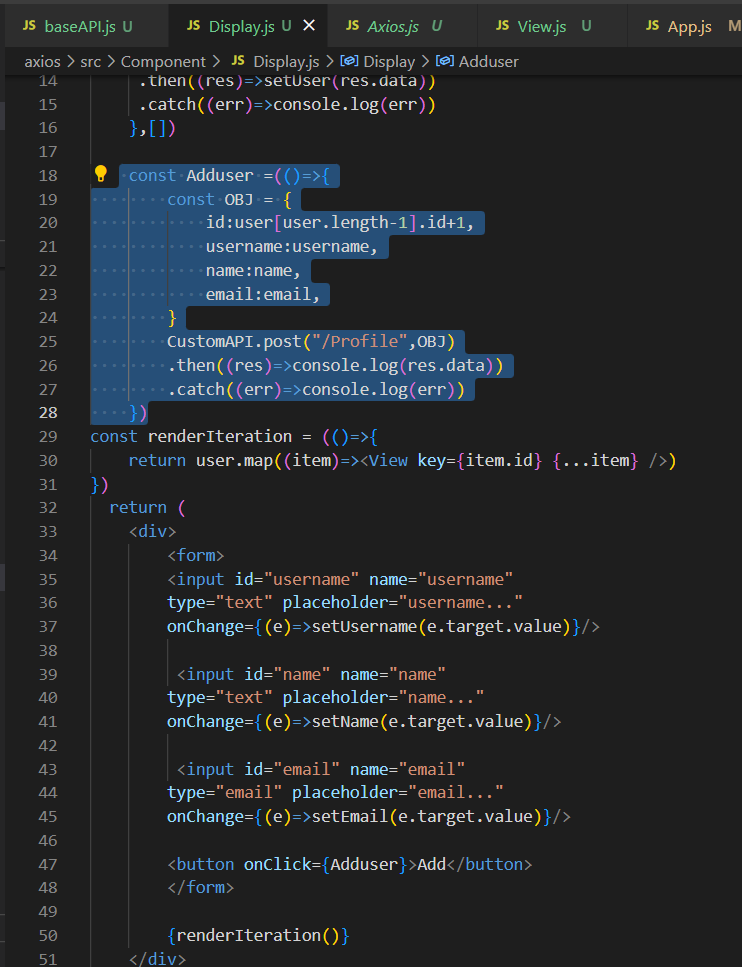 JS baseAPI.js U JS Display.js U × JS Axios.js U JS View.js U JS App.js M
axios > src > Component > JS Display.js > Display > Adduser
14 .then((res)=>setUser(res.data))
15 .catch((err)=>console.log(err))
16 },[])
17
18 const Adduser =(()=>{
19 const OBJ = {
20 id:user[user.length-1].id+1,
21 username:username,
22 name:name,
23 email:email,
24 }
25 CustomAPI.post("/Profile",OBJ)
26 .then((res)=>console.log(res.data))
27 .catch((err)=>console.log(err))
28 })
29 const renderIteration = (()=>{
30 return user.map((item)=><View key={item.id} {...item} />)
31 })
32 return (
33 <div>
34 <form>
35 <input id="username" name="username"
36 type="text" placeholder="username..."
37 onChange={(e)=>setUsername(e.target.value)}/>
38
39 <input id="name" name="name"
40 type="text" placeholder="name..."
41 onChange={(e)=>setName(e.target.value)}/>
42
43 <input id="email" name="email"
44 type="email" placeholder="email..."
45 onChange={(e)=>setEmail(e.target.value)}/>
46
47 <button onClick={Adduser}>Add</button>
48 </form>
49
50 {renderIteration()}
51 </div>